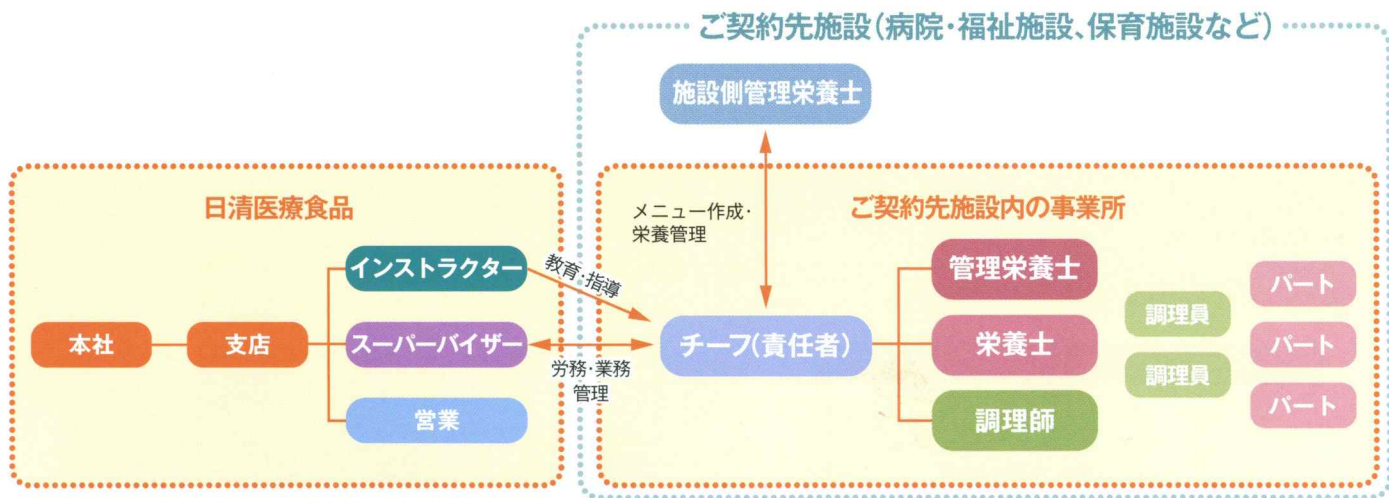 ご契約先施設(病院・福祉施設、保育施設など)
施設側管理栄養士
日清医療食品
メニュー作成・
栄養管理
ご契約先施設内の事業所
インストラクター
教育・指導
管理栄養士
パート
調理員
本社
支店
スーパーバイザー
チーフ(責任者)
栄養士
パート
労務・業務
管理
調理員
営業
調理師
パート